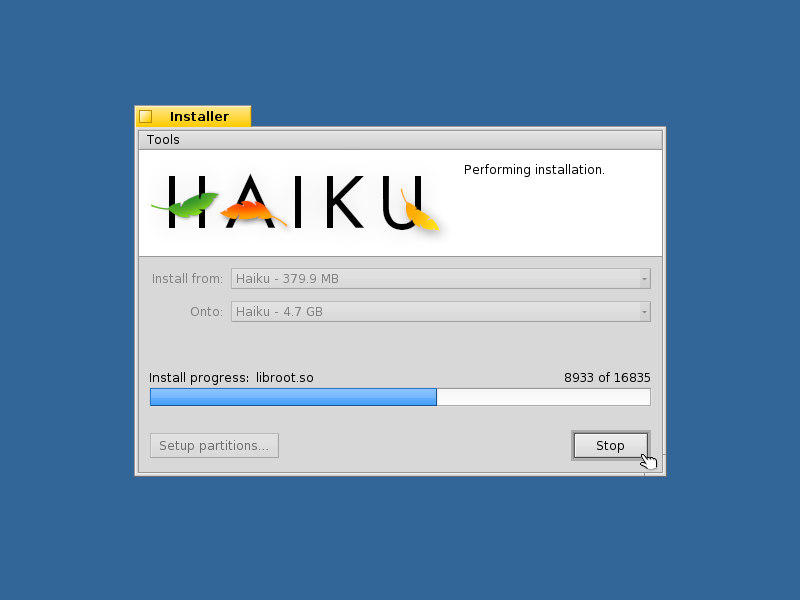 Installer
Tools
HAIKU
Performing installation.
Install from: Haiku - 379.9 MB
Onto: Haiku - 4.7 GB
Install progress: libroot.so 8933 of 16835
Setup partitions... Stop